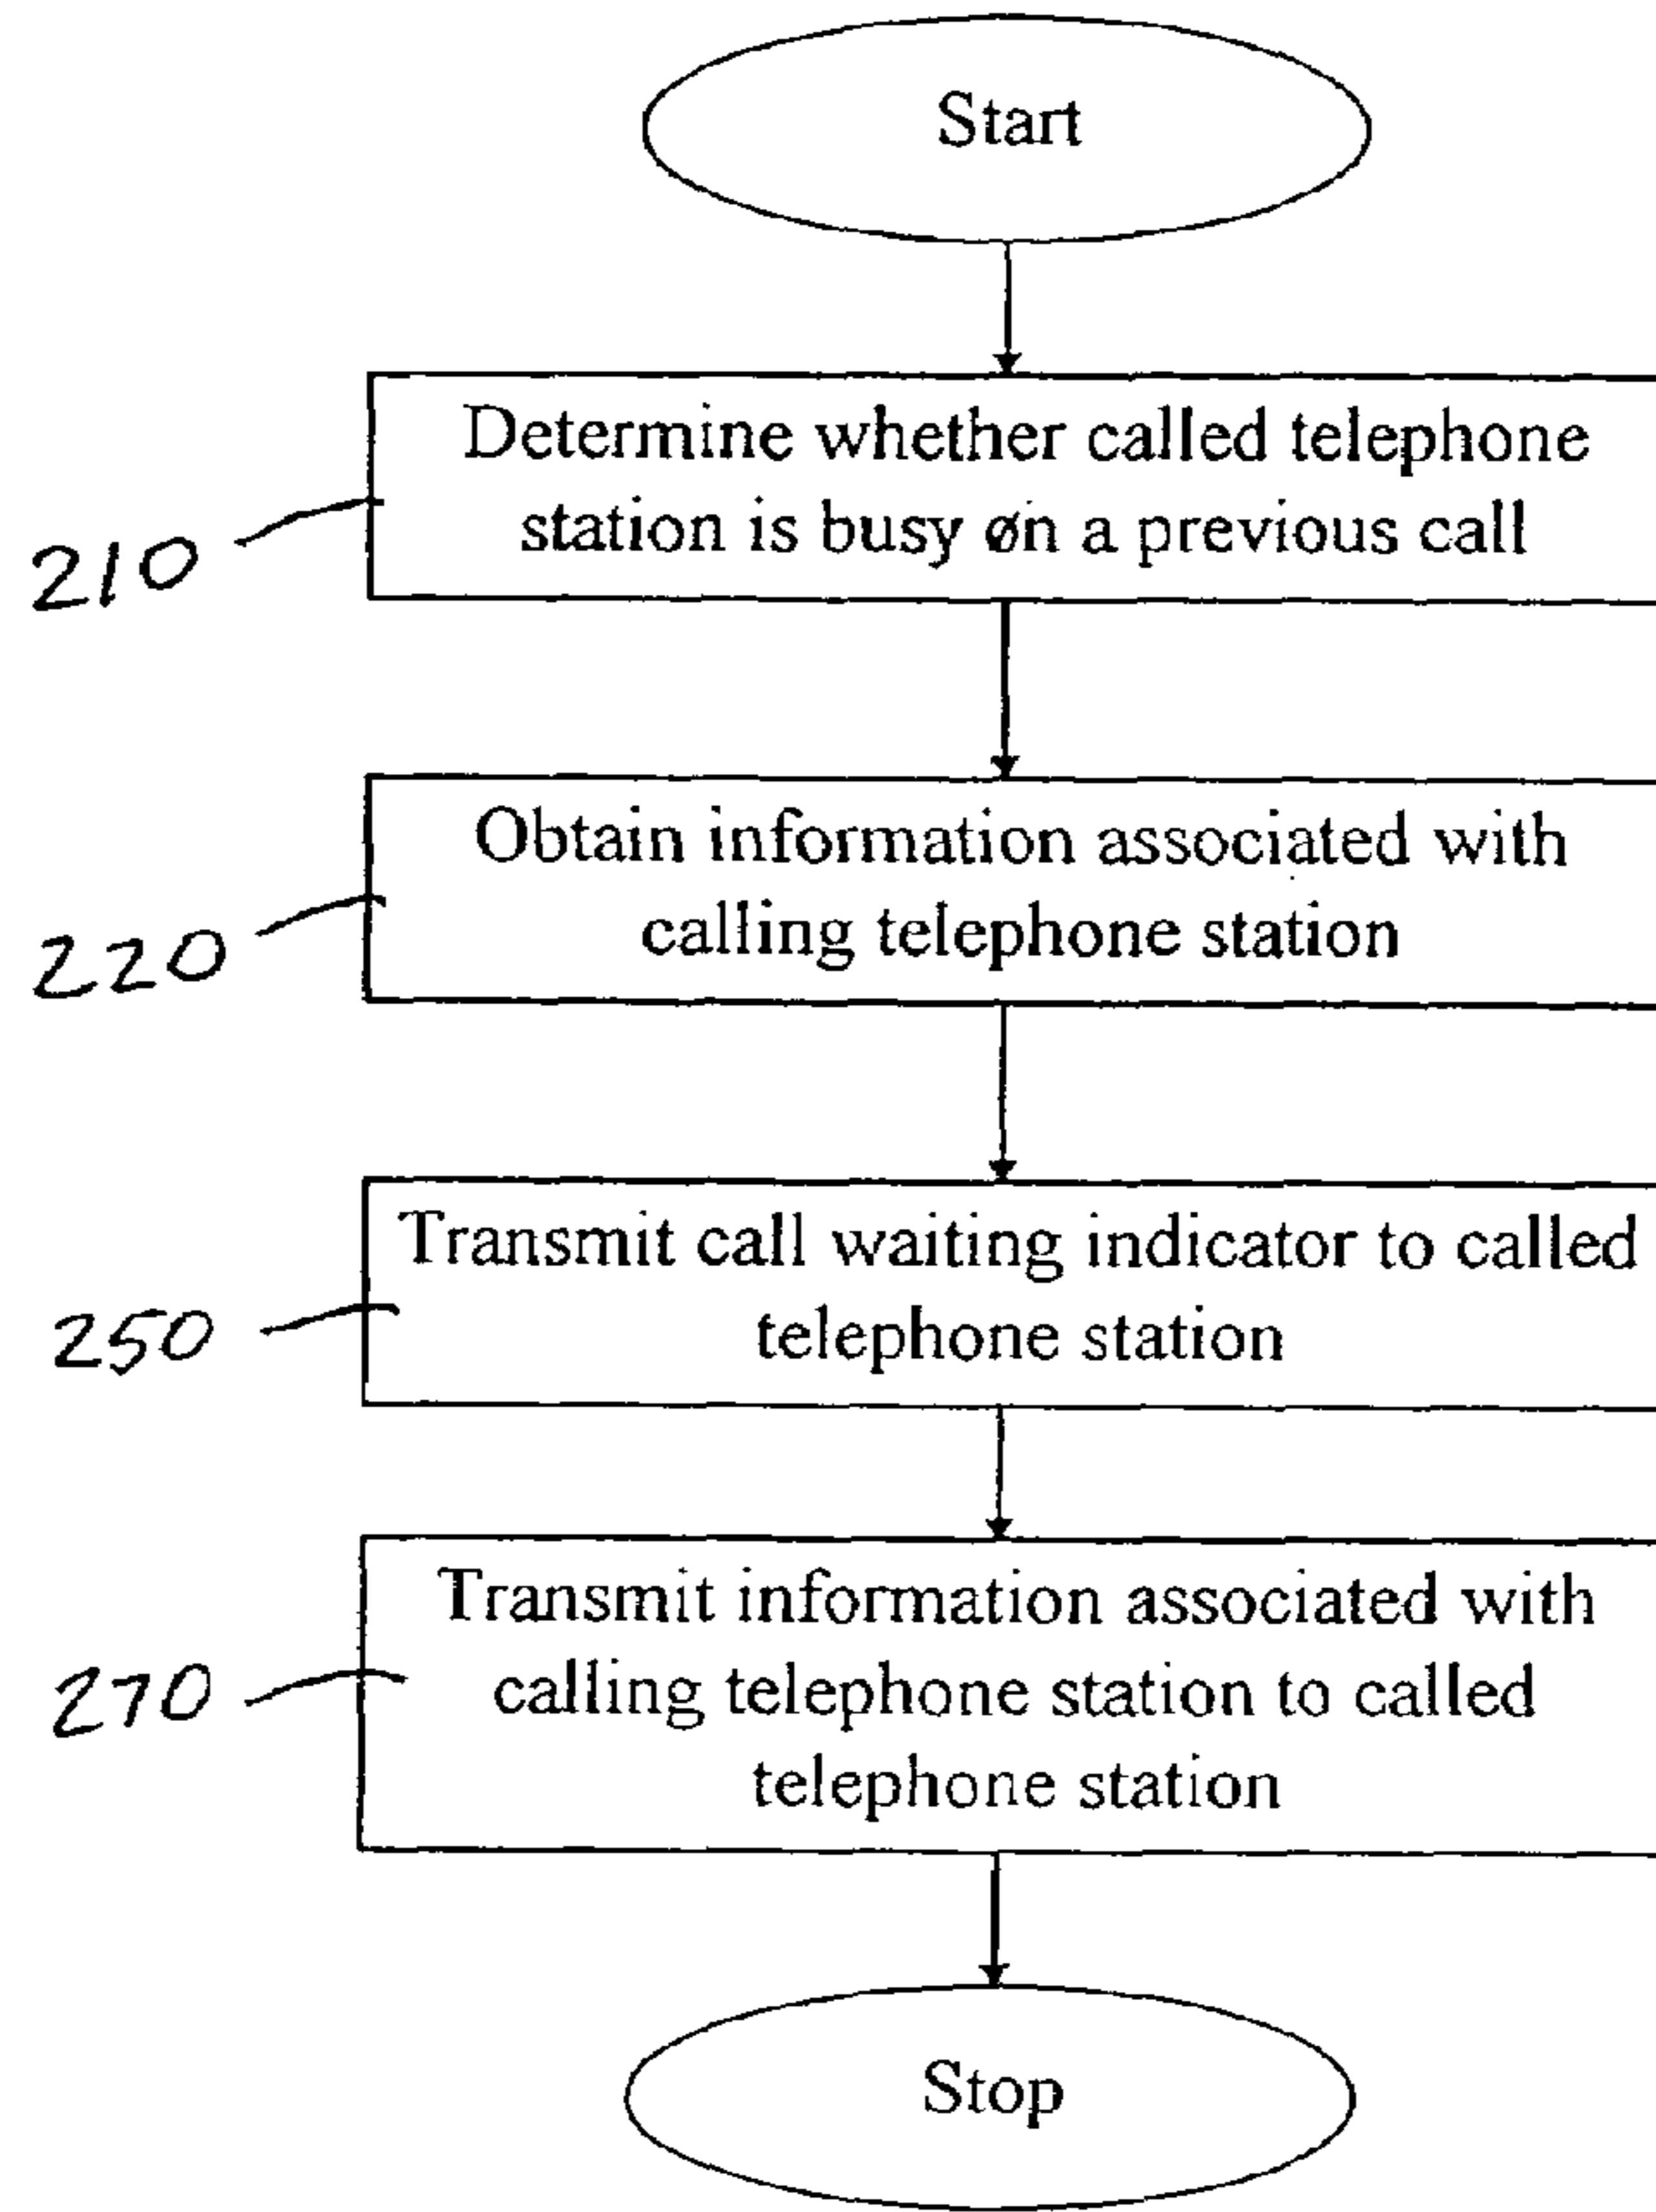 Start
Determine whether called telephone
station is busy on a previous call
210
Obtain information associated with
calling telephone station
220
Transmit call waiting indicator to called
telephone station
250
Transmit information associated with
calling telephone station to called
telephone station
270
Stop